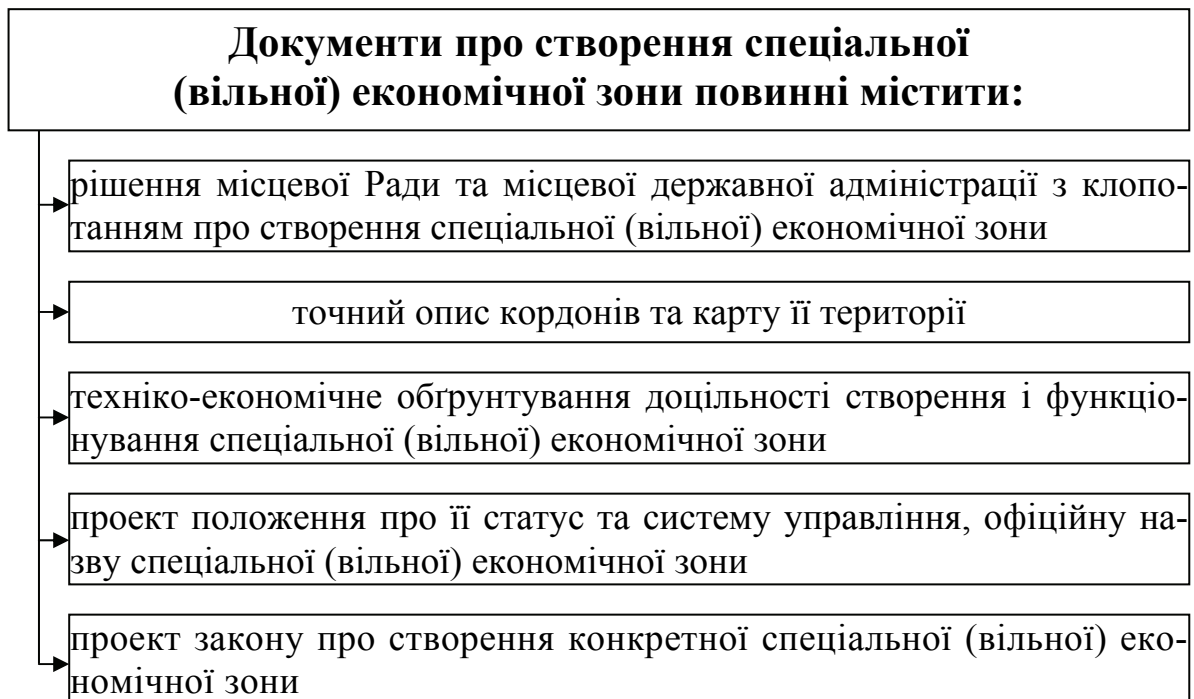 Документи про створення спеціальної
(вільної) економічної зони повинні містити:
рішення місцевої Ради та місцевої державної адміністрації з клопо-
танням про створення спеціальної (вільної) економічної зони
точний опис кордонів та карту її території
техніко-економічне обґрунтування доцільності створення і функціо-
нування спеціальної (вільної) економічної зони
проект положення про її статус та систему управління, офіційну на-
зву спеціальної (вільної) економічної зони
проект закону про створення конкретної спеціальної (вільної) еко-
номічної зони